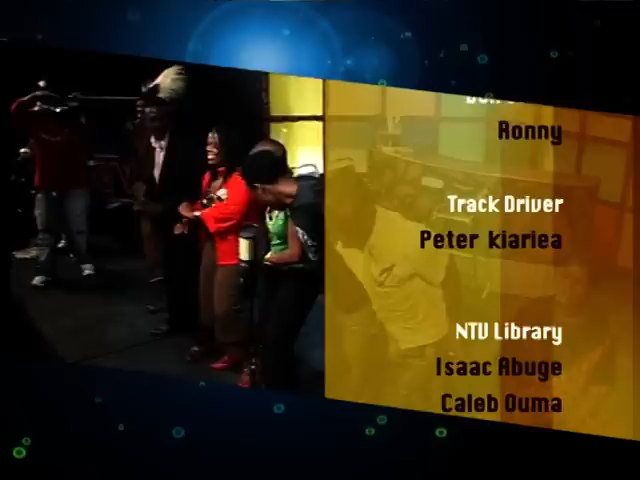 Ronny
Track Driver
Peter kiariea
NTV Library
Isaac Abuge
Caleb Ouma